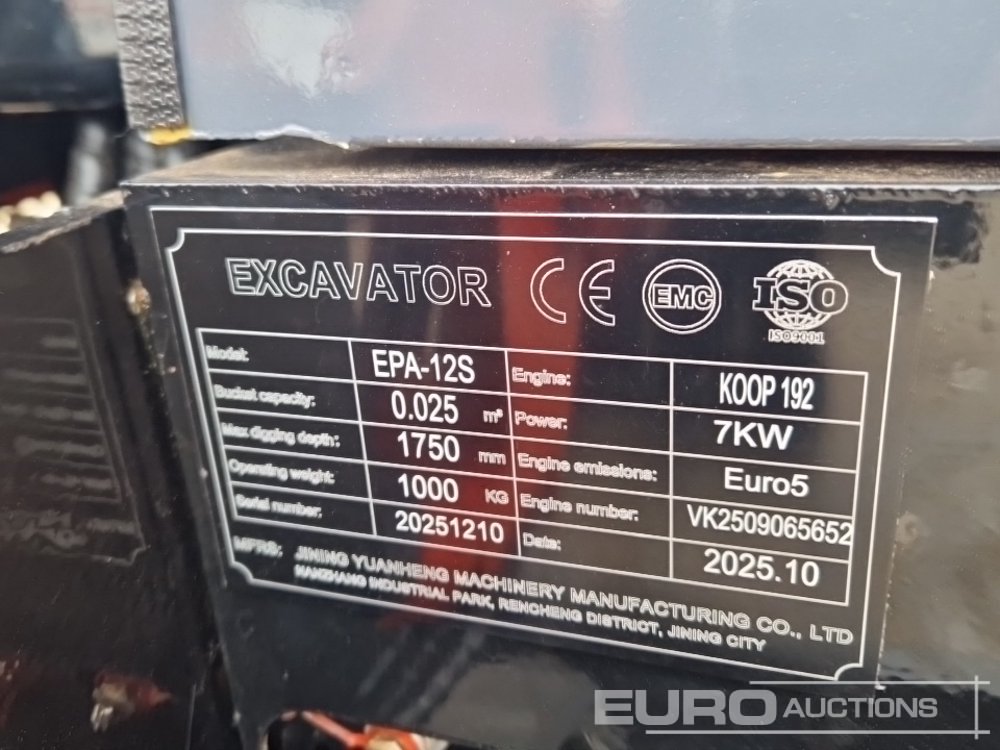 EXCAVATOR CE EMC ISO
ISO9001
Model: EPA-12S Engine: KOOP 192
Bucket capacity: 0.025 m³ Power: 7KW
Max digging depth: 1750 mm Engine emissions: Euro5
Operating weight: 1000 KG Engine number: VK2509065652
Serial number: 20251210 Date: 2025.10
MFRS: JINING YUANHENG MACHINERY MANUFACTURING CO., LTD
NANZHANG INDUSTRIAL PARK, RENCHENG DISTRICT, JINING CITY
EURO AUCTIONS